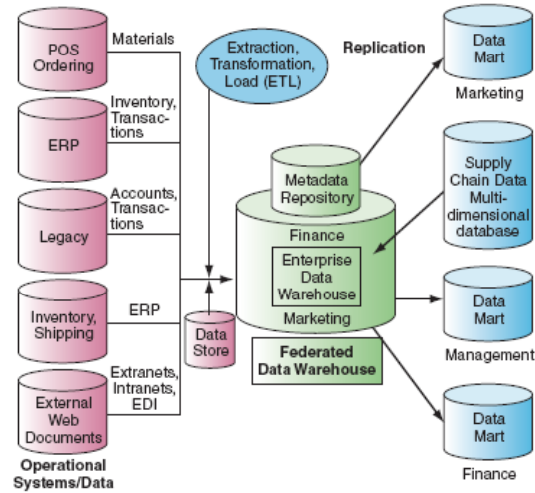 POS
Ordering
Materials
ERP
Inventory,
Transac-
tions
Legacy
Accounts,
Transac-
tions
Inventory,
Shipping
ERP
External
Web
Documents
Extranets,
Intranets,
EDI
Operational
Systems/Data
Extraction,
Transformation,
Load (ETL)
Data
Store
Metadata
Repository
Finance
Enterprise
Data
Warehouse
Marketing
Federated
Data Warehouse
Replication
Data
Mart
Marketing
Supply
Chain Data
Multi-
dimensional
database
Data
Mart
Management
Data
Mart
Finance